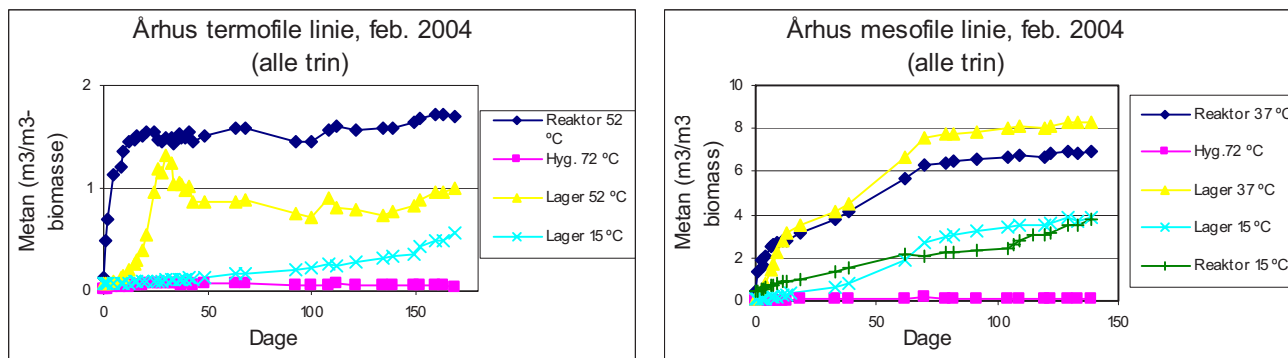 Århus termofile linie, feb. 2004
(alle trin)
Metan (m3/m3-
biomasse)
2
1
0
0
50
100
150
Dage
Reaktor 52
ºC
Hyg. 72 ºC
Lager 52 ºC
Lager 15 ºC
Århus mesofile linie, feb. 2004
(alle trin)
Metan (m3/m3
biomass)
10
8
6
4
2
0
0
50
100
150
Dage
Reaktor 37 ºC
Hyg.72 ºC
Lager 37 ºC
Lager 15 ºC
Reaktor 15ºC